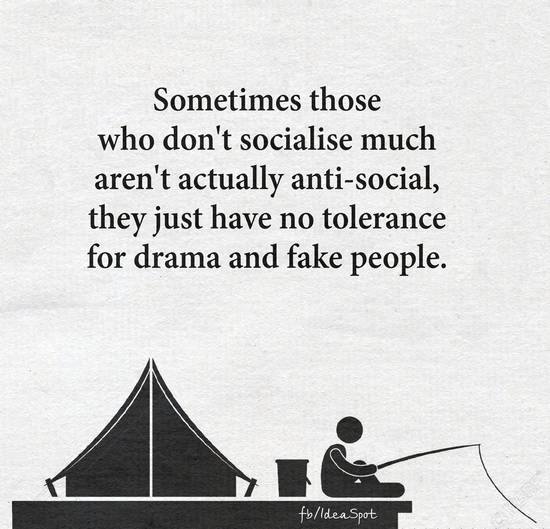 Sometimes those
who don't socialise much
aren't actually anti-social,
they just have no tolerance
for drama and fake people.
fb/IdeaSpot